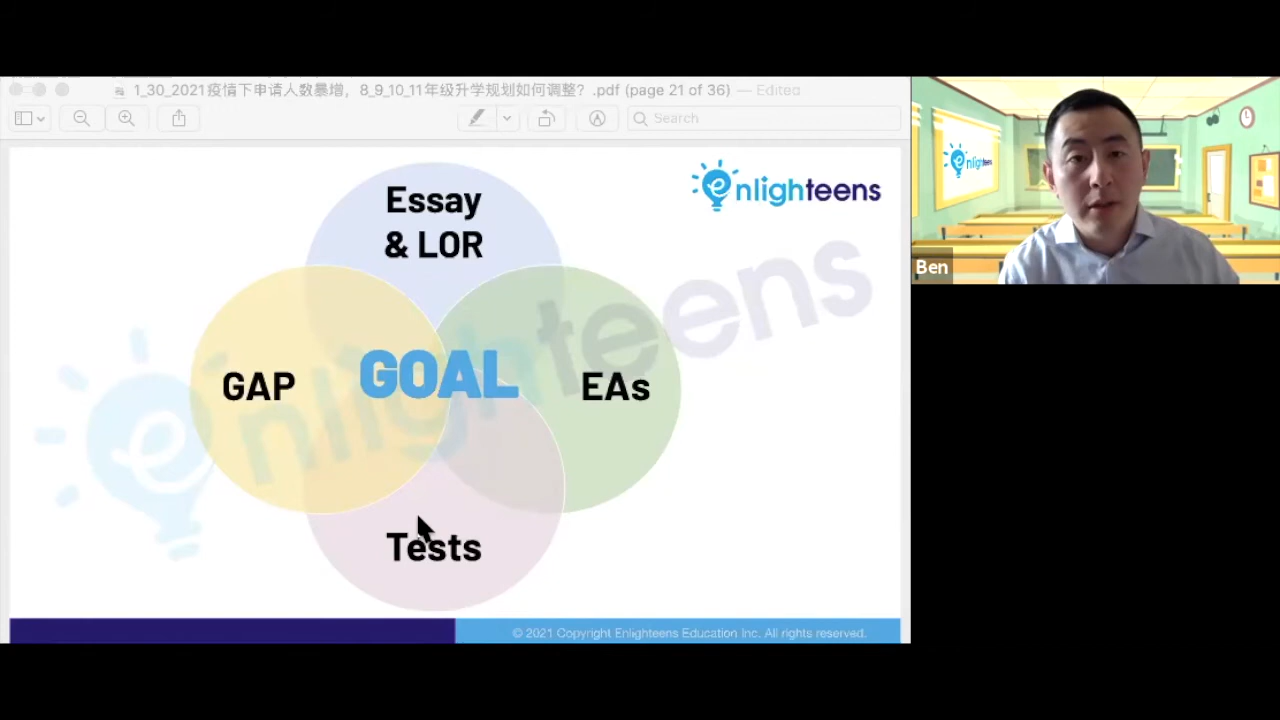 1_30_2021疫情下申请人数暴增，8_9_10_11年级升学规划如何调整？.pdf (page 21 of 36) — Edited
Search
enlighteens
Essay
& LOR
GAP
GOAL
EAs
Tests
enlighteens
© 2021 Copyright Enlighteens Education Inc. All rights reserved.
enlighteens
Ben